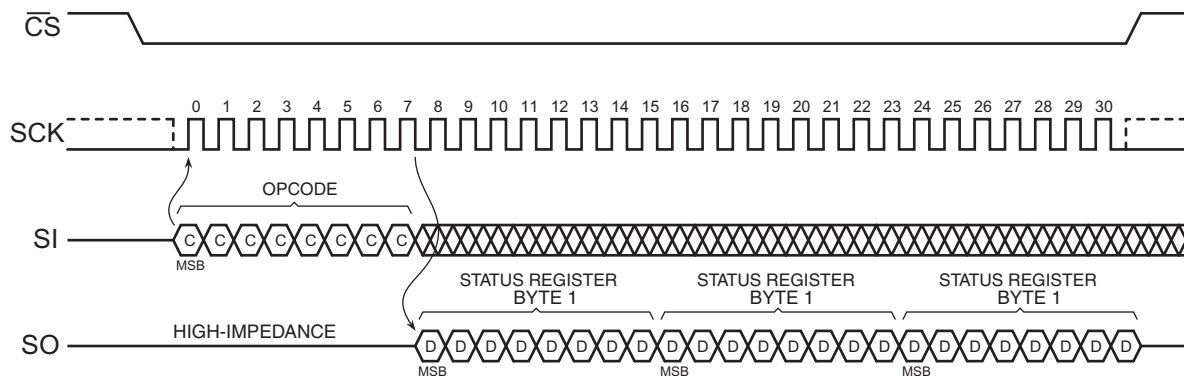 CS
0 1 2 3 4 5 6 7 8 9 10 11 12 13 14 15 16 17 18 19 20 21 22 23 24 25 26 27 28 29 30
SCK
OPCODE
SI
C C C C C C C C
MSB
STATUS REGISTER BYTE 1
STATUS REGISTER BYTE 1
STATUS REGISTER BYTE 1
HIGH-IMPEDANCE
SO
D D D D D D D D D D D D D D D D D D D D D D D D
MSB MSB MSB